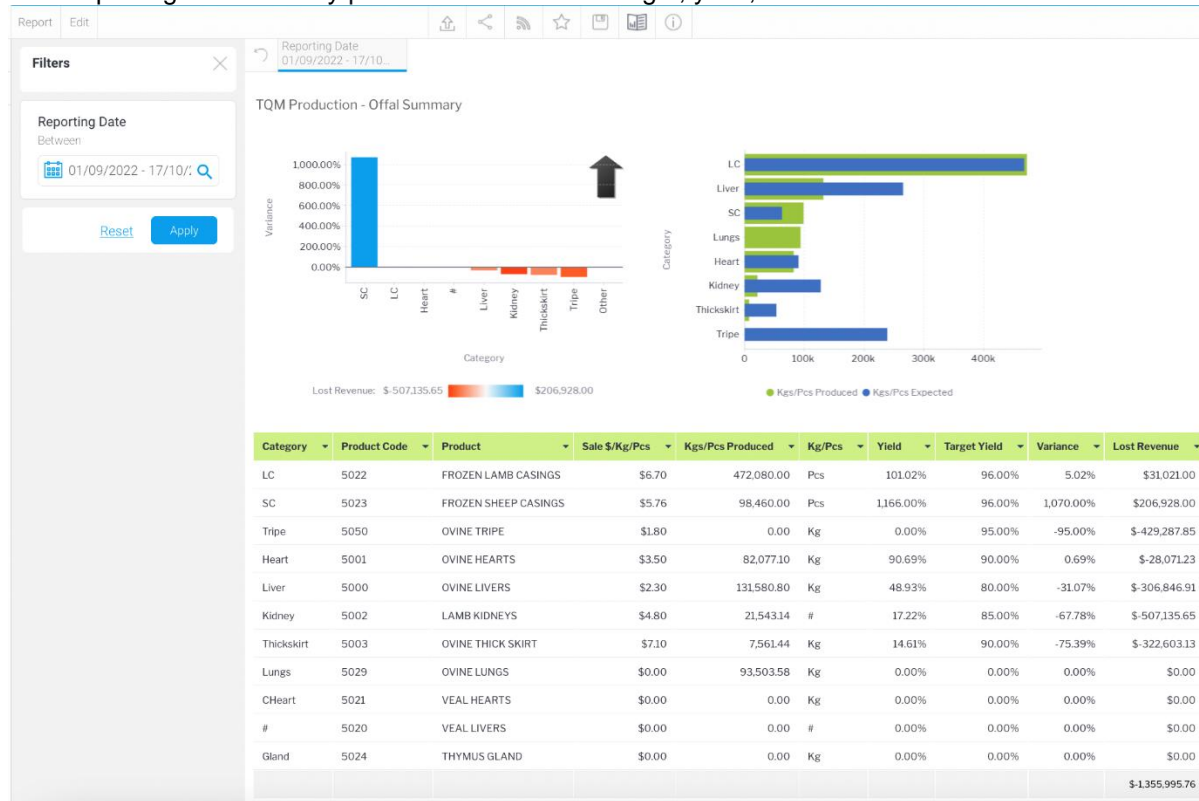 Report Edit
Filters
Reporting Date
01/09/2022 - 17/10...
Reporting Date
Between
01/09/2022 - 17/10/
Reset Apply
TQM Production - Offal Summary
Variance
1,000.00%
800.00%
600.00%
400.00%
200.00%
0.00%
SC LC Heart # Liver Kidney Thickskirt Tripe Other
Category
Lost Revenue: $-507,135.65 $206,928.00
Category
LC
Liver
SC
Lungs
Heart
Kidney
Thickskirt
Tripe
0 100k 200k 300k 400k
Kgs/Pcs Produced Kgs/Pcs Expected
Category Product Code Product Sale $/Kg/Pcs Kgs/Pcs Produced Kg/Pcs Yield Target Yield Variance Lost Revenue
LC 5022 FROZEN LAMB CASINGS $6.70 472,080.00 Pcs 101.02% 96.00% 5.02% $31,021.00
SC 5023 FROZEN SHEEP CASINGS $5.76 98,460.00 Pcs 1,166.00% 96.00% 1,070.00% $206,928.00
Tripe 5050 OVINE TRIPE $1.80 0.00 Kg 0.00% 95.00% -95.00% $-429,287.85
Heart 5001 OVINE HEARTS $3.50 82,077.10 Kg 90.69% 90.00% 0.69% $-28,071.23
Liver 5000 OVINE LIVERS $2.30 131,580.80 Kg 48.93% 80.00% -31.07% $-306,846.91
Kidney 5002 LAMB KIDNEYS $4.80 21,543.14 # 17.22% 85.00% -67.78% $-507,135.65
Thickskirt 5003 OVINE THICK SKIRT $7.10 7,561.44 Kg 14.61% 90.00% -75.39% $-322,603.13
Lungs 5029 OVINE LUNGS $0.00 93,503.58 Kg 0.00% 0.00% 0.00% $0.00
CHeart 5021 VEAL HEARTS $0.00 0.00 Kg 0.00% 0.00% 0.00% $0.00
# 5020 VEAL LIVERS $0.00 0.00 # 0.00% 0.00% 0.00% $0.00
Gland 5024 THYMUS GLAND $0.00 0.00 Kg 0.00% 0.00% 0.00% $0.00
$-1,355,995.76